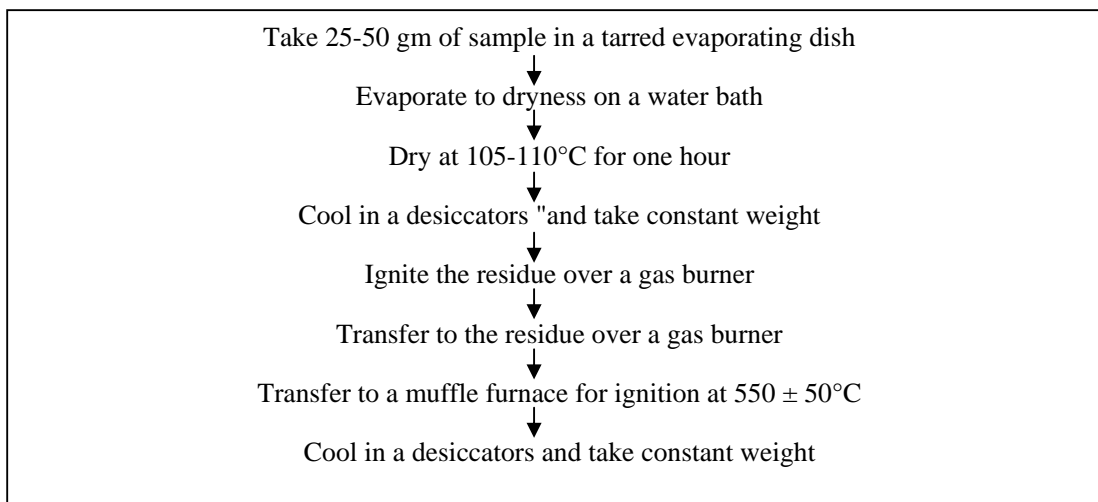 Take 25-50 gm of sample in a tarred evaporating dish
Evaporate to dryness on a water bath
Dry at 105-110°C for one hour
Cool in a desiccators "and take constant weight
Ignite the residue over a gas burner
Transfer to the residue over a gas burner
Transfer to a muffle furnace for ignition at 550 ± 50°C
Cool in a desiccators and take constant weight